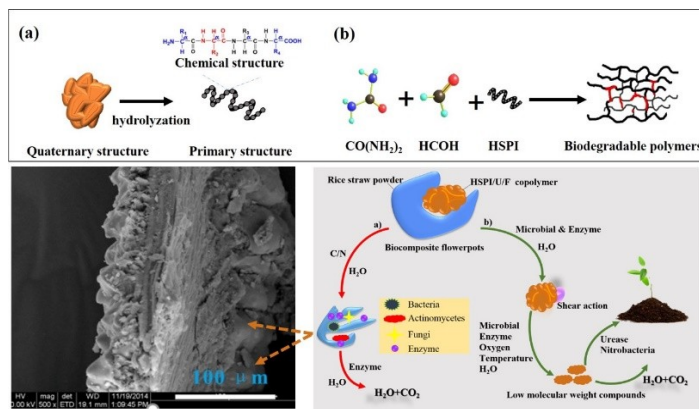 (a)
H₂N
COOH
Chemical structure
hydrolyzation
Quaternary structure
Primary structure
(b)
CO(NH₂)₂
HCOH
HSPI
Biodegradable polymers
100 μm
HV
mag
det
WD
11/19/2014
ETD
19.1 mm
1:09:45 PM
Rice straw powder
HSPI/U/F copolymer
Biocomposite flowerpots
a)
C/N
H₂O
Bacteria
Actinomycetes
Fungi
Enzyme
Enzyme
H₂O
H₂O+CO₂
b)
Microbial & Enzyme
H₂O
Shear action
Microbial
Enzyme
Oxygen
Temperature
H₂O
Urease
Nitrobacteria
Low molecular weight compounds
H₂O+CO₂